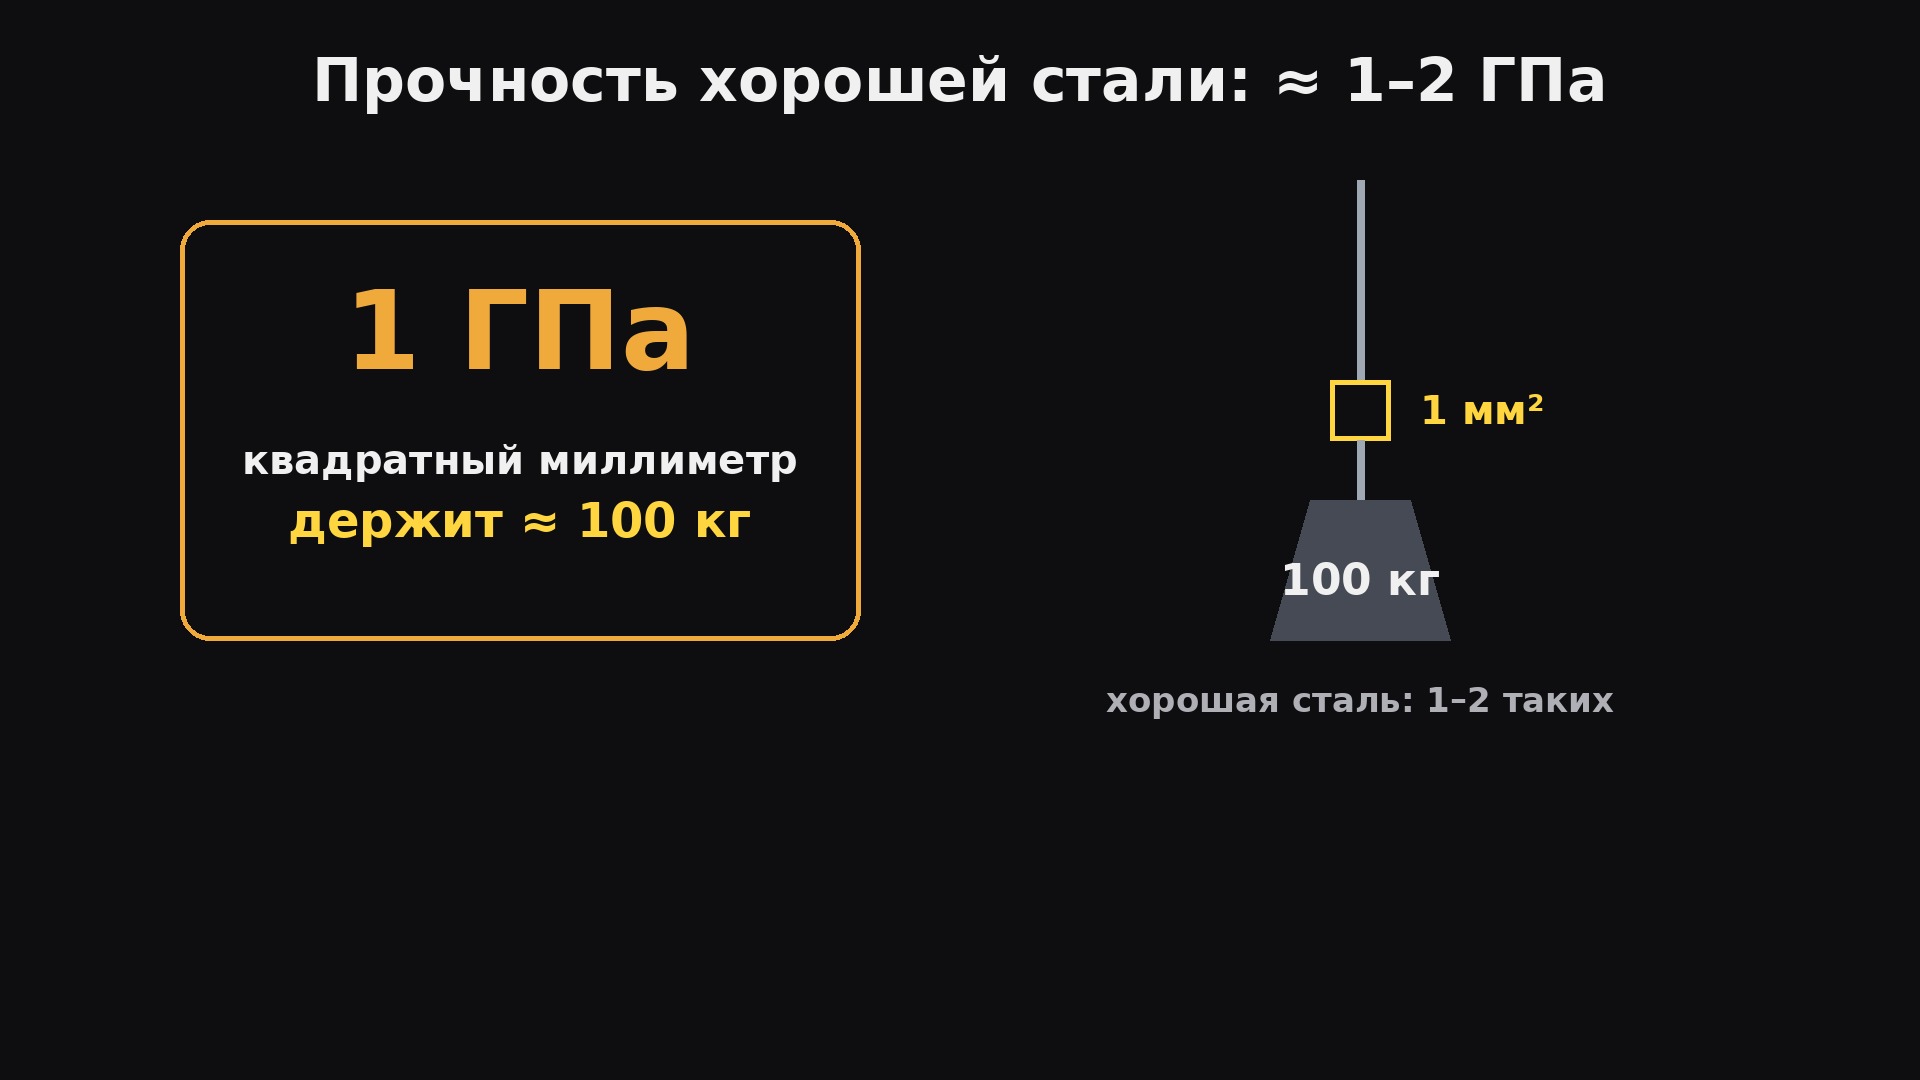 Прочность хорошей стали: ≈ 1–2 ГПа
1 ГПа
квадратный миллиметр
держит ≈ 100 кг
1 мм²
100 кг
хорошая сталь: 1–2 таких